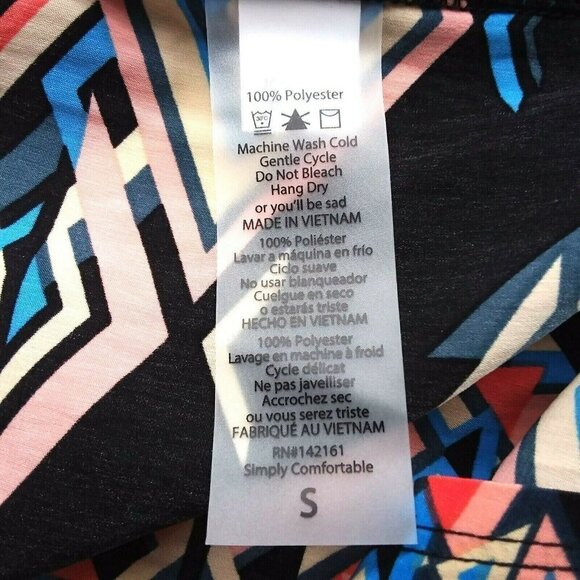 100% Polyester
30°C
Machine Wash Cold
Gentle Cycle
Do Not Bleach
Hang Dry
or you'll be sad
MADE IN VIETNAM
100% Poliéster
Lavar a máquina en frío
Ciclo suave
No usar blanqueador
Cuelgue en seco
o estarás triste
HECHO EN VIETNAM
100% Polyester
Lavage en machine à froid
Cycle délicat
Ne pas javelliser
Accrochez sec
ou vous serez triste
FABRIQUÉ AU VIETNAM
RN#142161
Simply Comfortable
S